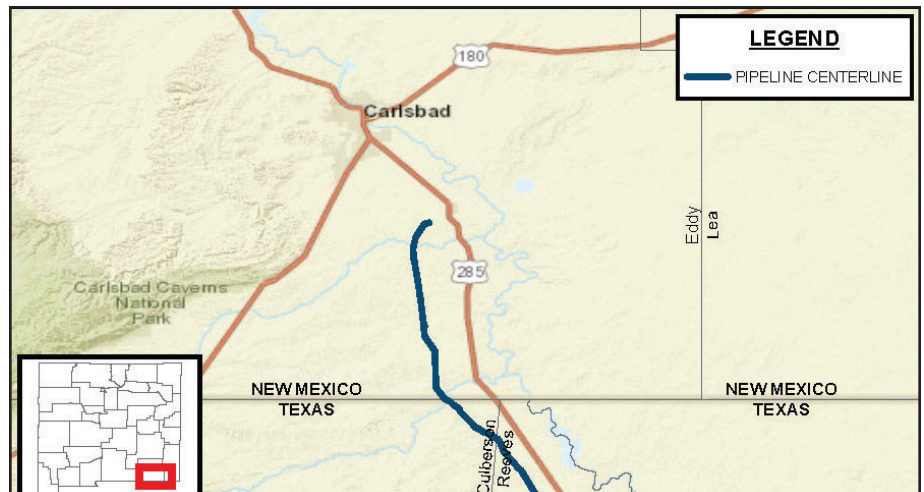 LEGEND
PIPELINE CENTERLINE
180
Carlsbad
Eddy
Lea
285
Carlsbad Caverns
National
Park
NEW MEXICO
TEXAS
NEW MEXICO
TEXAS
Culberson
Reeves